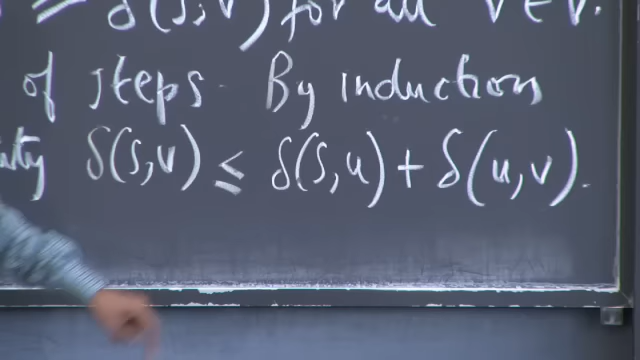 ≥ δ(s,v) for all v∈V.
of steps. By induction
δ(s,v) ≤ δ(s,u) + δ(u,v).